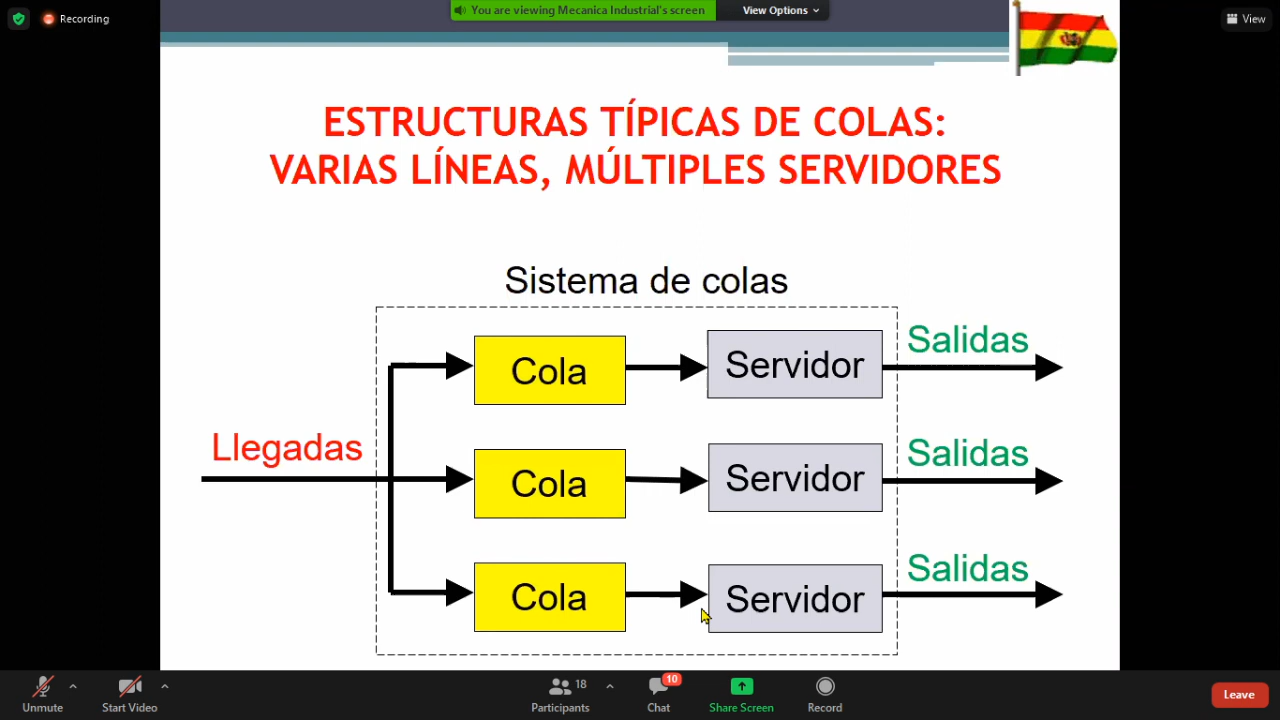 Recording
You are viewing Mecanica Industrial's screen
View Options
View
ESTRUCTURAS TÍPICAS DE COLAS:
VARIAS LÍNEAS, MÚLTIPLES SERVIDORES
Sistema de colas
Cola
Servidor
Salidas
Llegadas
Cola
Servidor
Salidas
Cola
Servidor
Salidas
Unmute
Start Video
18
Participants
10
Chat
Share Screen
Record
Leave